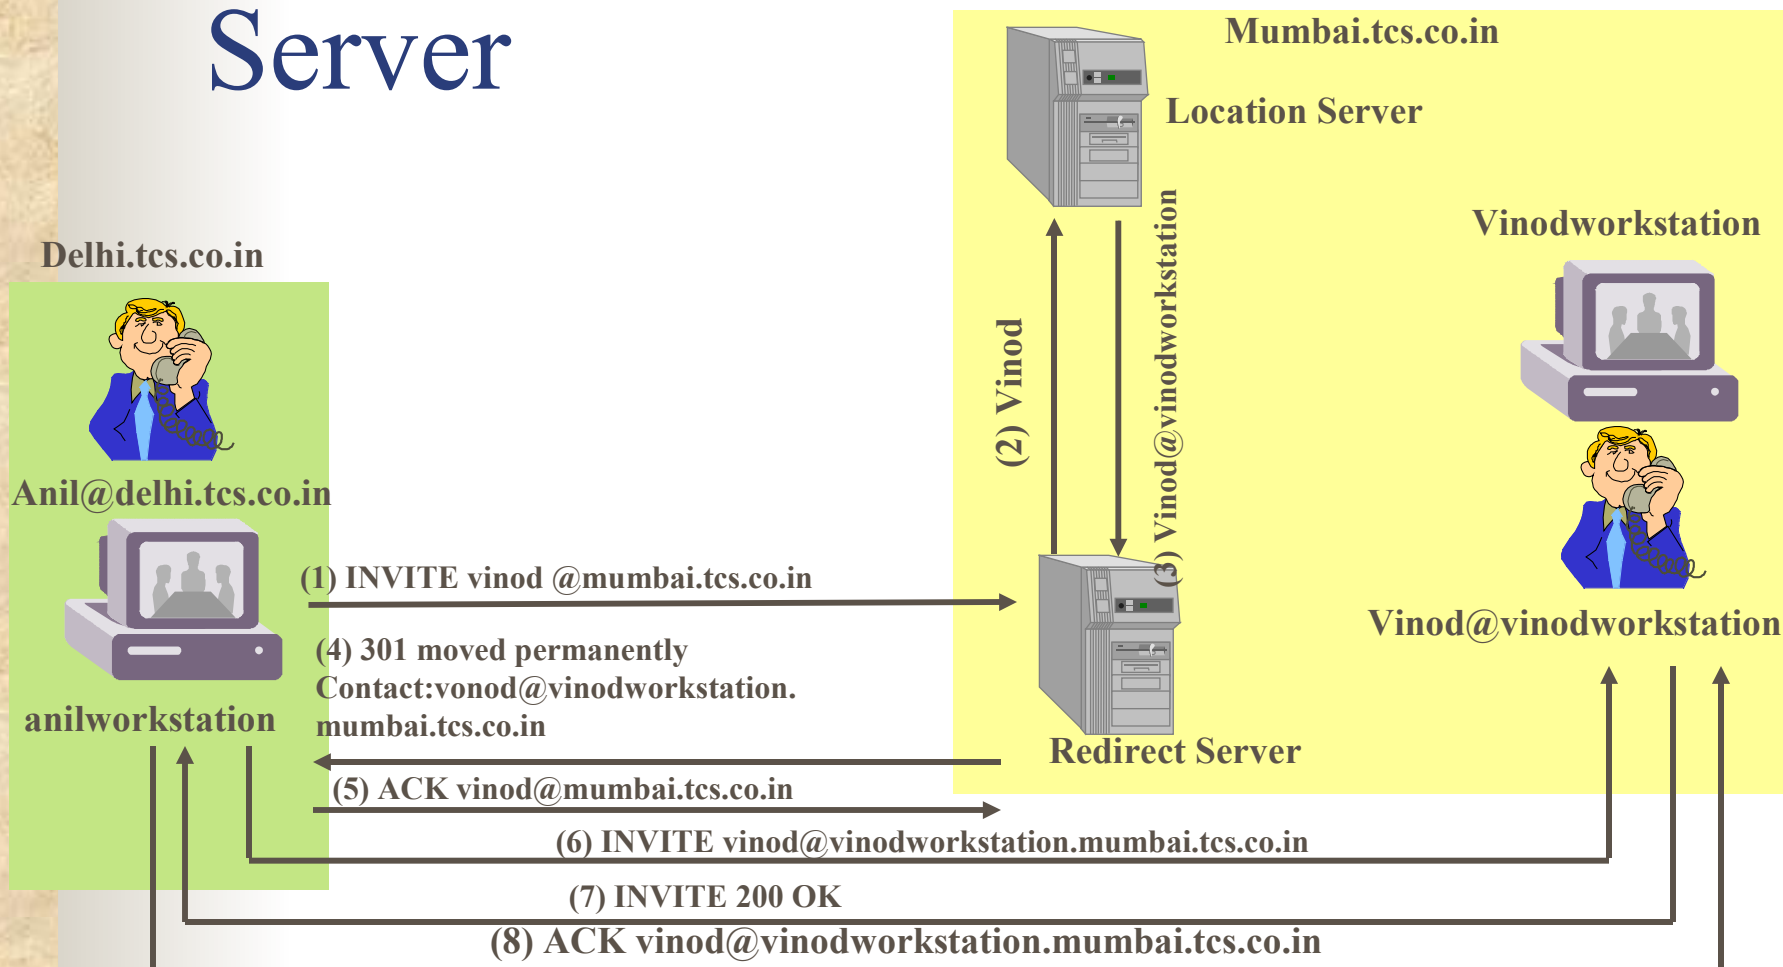 Server
Mumbai.tcs.co.in
Location Server
Vinodworkstation
Delhi.tcs.co.in
(2) Vinod
(3) Vinod@vinodworkstation
Anil@delhi.tcs.co.in
(1) INVITE vinod @mumbai.tcs.co.in
Vinod@vinodworkstation
(4) 301 moved permanently
Contact:vonod@vinodworkstation.
mumbai.tcs.co.in
anilworkstation
Redirect Server
(5) ACK vinod@mumbai.tcs.co.in
(6) INVITE vinod@vinodworkstation.mumbai.tcs.co.in
(7) INVITE 200 OK
(8) ACK vinod@vinodworkstation.mumbai.tcs.co.in